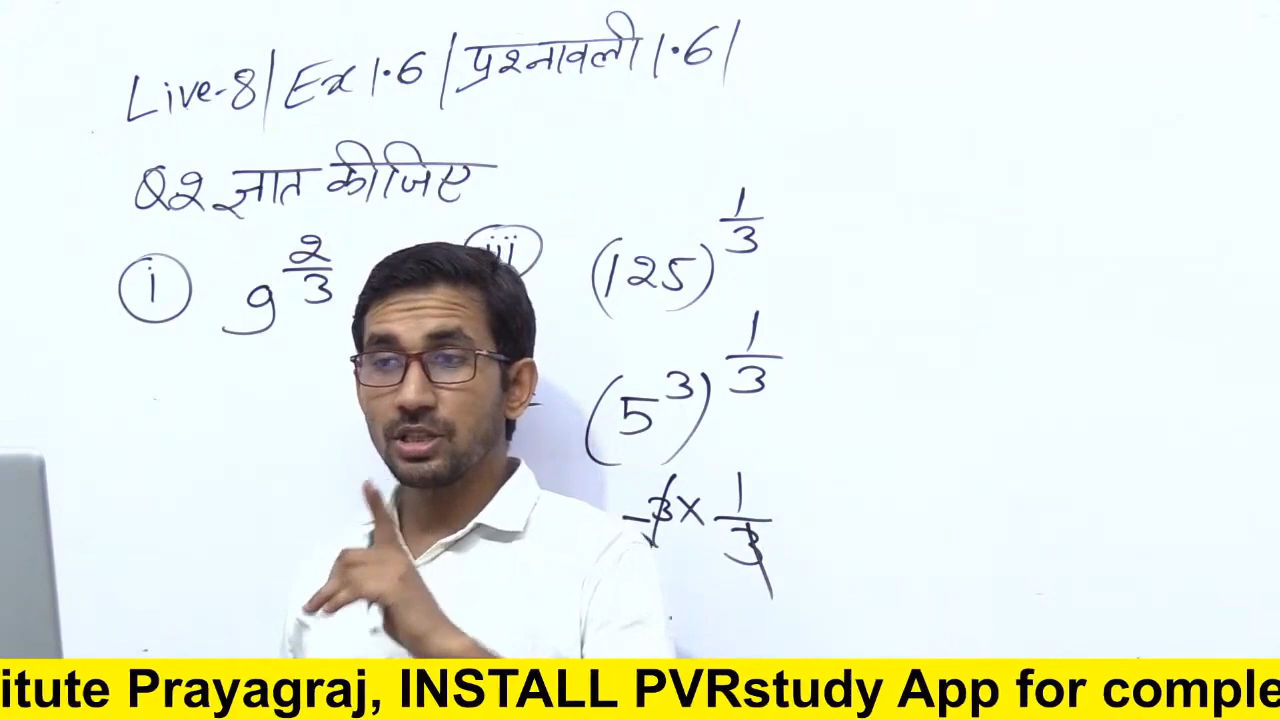 Live-8| Ex 1.6 | प्रश्नावली 1.6 |
Q2 ज्ञात कीजिए
(i) 9^(2/3) (iii) (125)^(1/3)
(5^3)^(1/3)
-3 × 1/3
itute Prayagraj, INSTALL PVRstudy App for comple